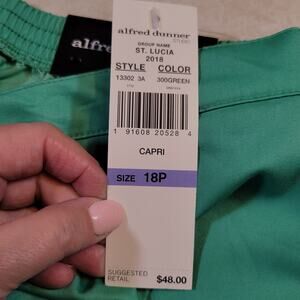 alfred dunner
STUDIO
alfre
GROUP NAME
ST. LUCIA
2018
STYLE COLOR
13302 3A 300GREEN
1 91608 20528 4
CAPRI
SIZE 18P
SUGGESTED
RETAIL $48.00